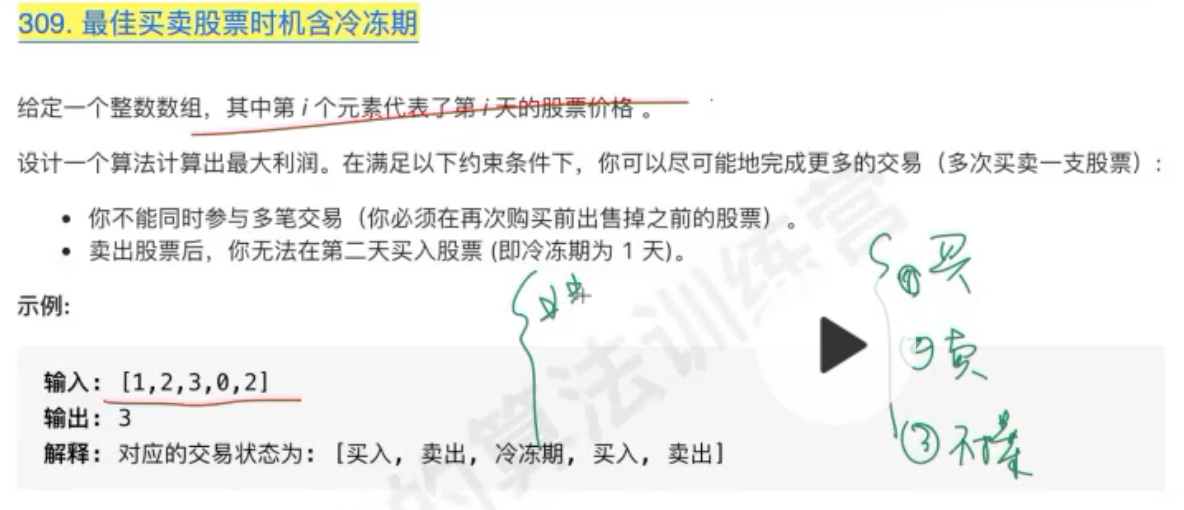 309. 最佳买卖股票时机含冷冻期
给定一个整数数组，其中第 i 个元素代表了第 i 天的股票价格 。
设计一个算法计算出最大利润。在满足以下约束条件下，你可以尽可能地完成更多的交易（多次买卖一支股票）:
• 你不能同时参与多笔交易（你必须在再次购买前出售掉之前的股票）。
• 卖出股票后，你无法在第二天买入股票 (即冷冻期为 1 天)。
① 买
② 卖
③ 不操
示例:
输入: [1,2,3,0,2]
输出: 3
解释: 对应的交易状态为: [买入, 卖出, 冷冻期, 买入, 卖出]
的算法训练营